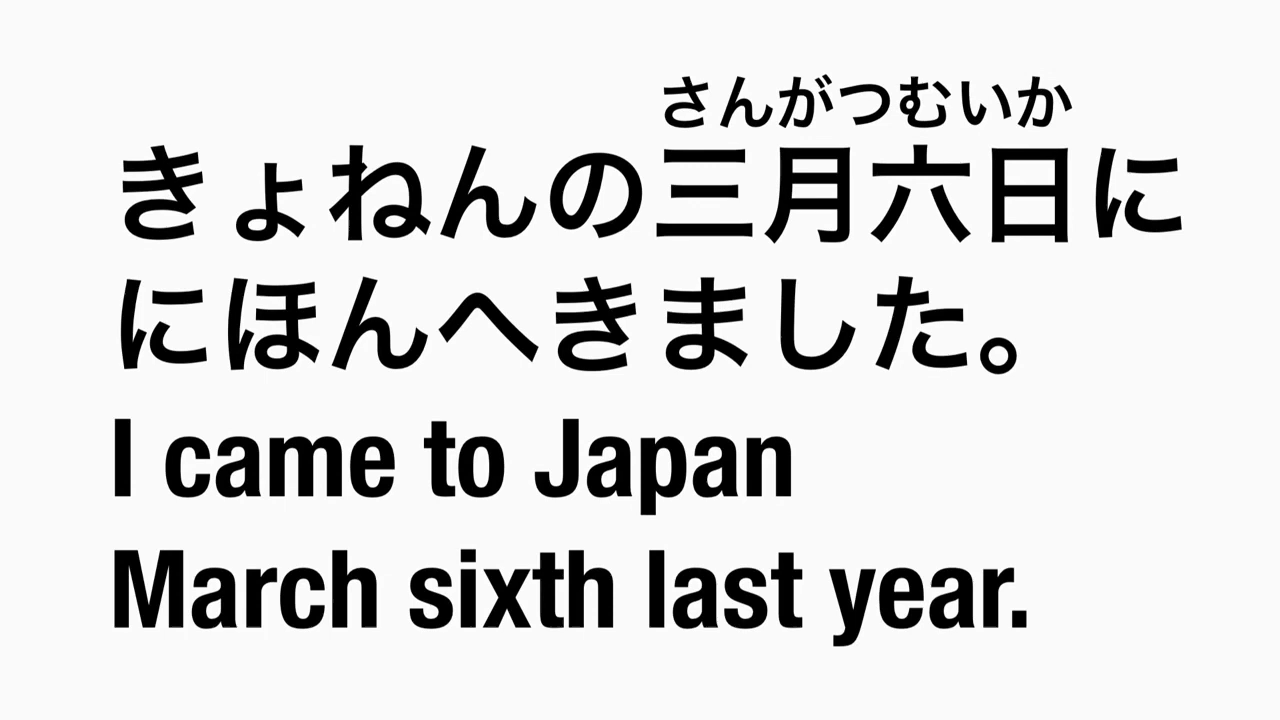 さんがつむいか
きょねんの三月六日に
にほんへきました。
I came to Japan
March sixth last year.